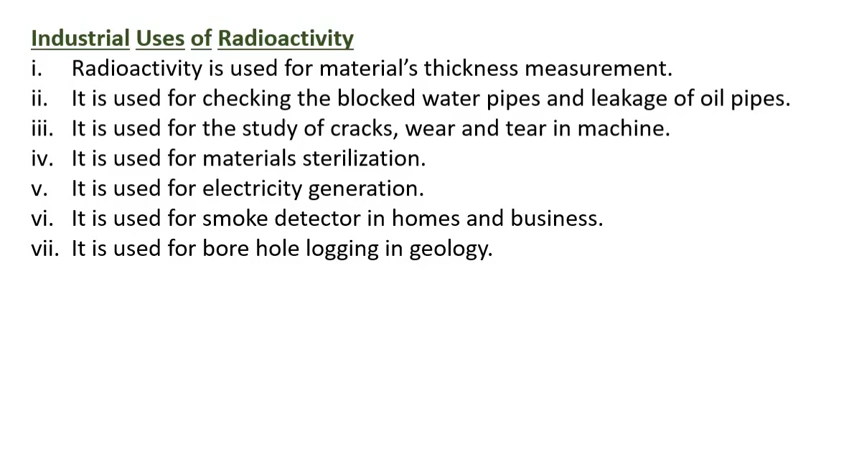 Industrial Uses of Radioactivity
i. Radioactivity is used for material’s thickness measurement.
ii. It is used for checking the blocked water pipes and leakage of oil pipes.
iii. It is used for the study of cracks, wear and tear in machine.
iv. It is used for materials sterilization.
v. It is used for electricity generation.
vi. It is used for smoke detector in homes and business.
vii. It is used for bore hole logging in geology.